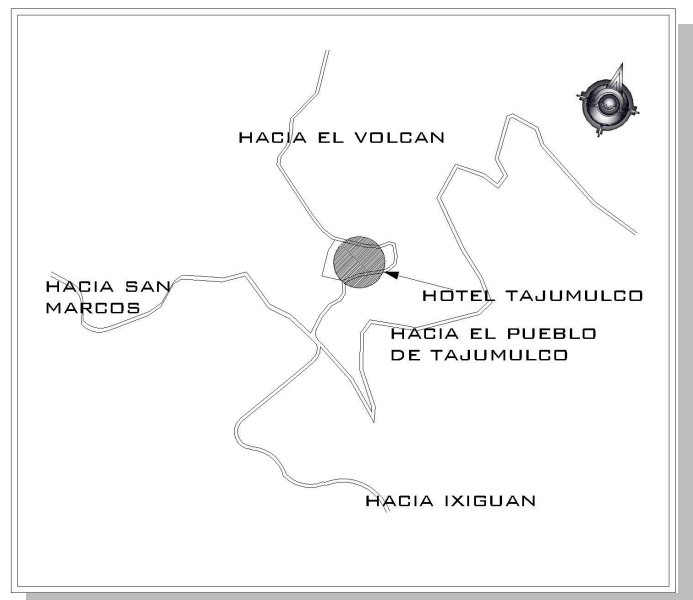 HACIA EL VOLCAN
HACIA SAN
MARCOS
HOTEL TAJUMULCO
HACIA EL PUEBLO
DE TAJUMULCO
HACIA IXIGUAN